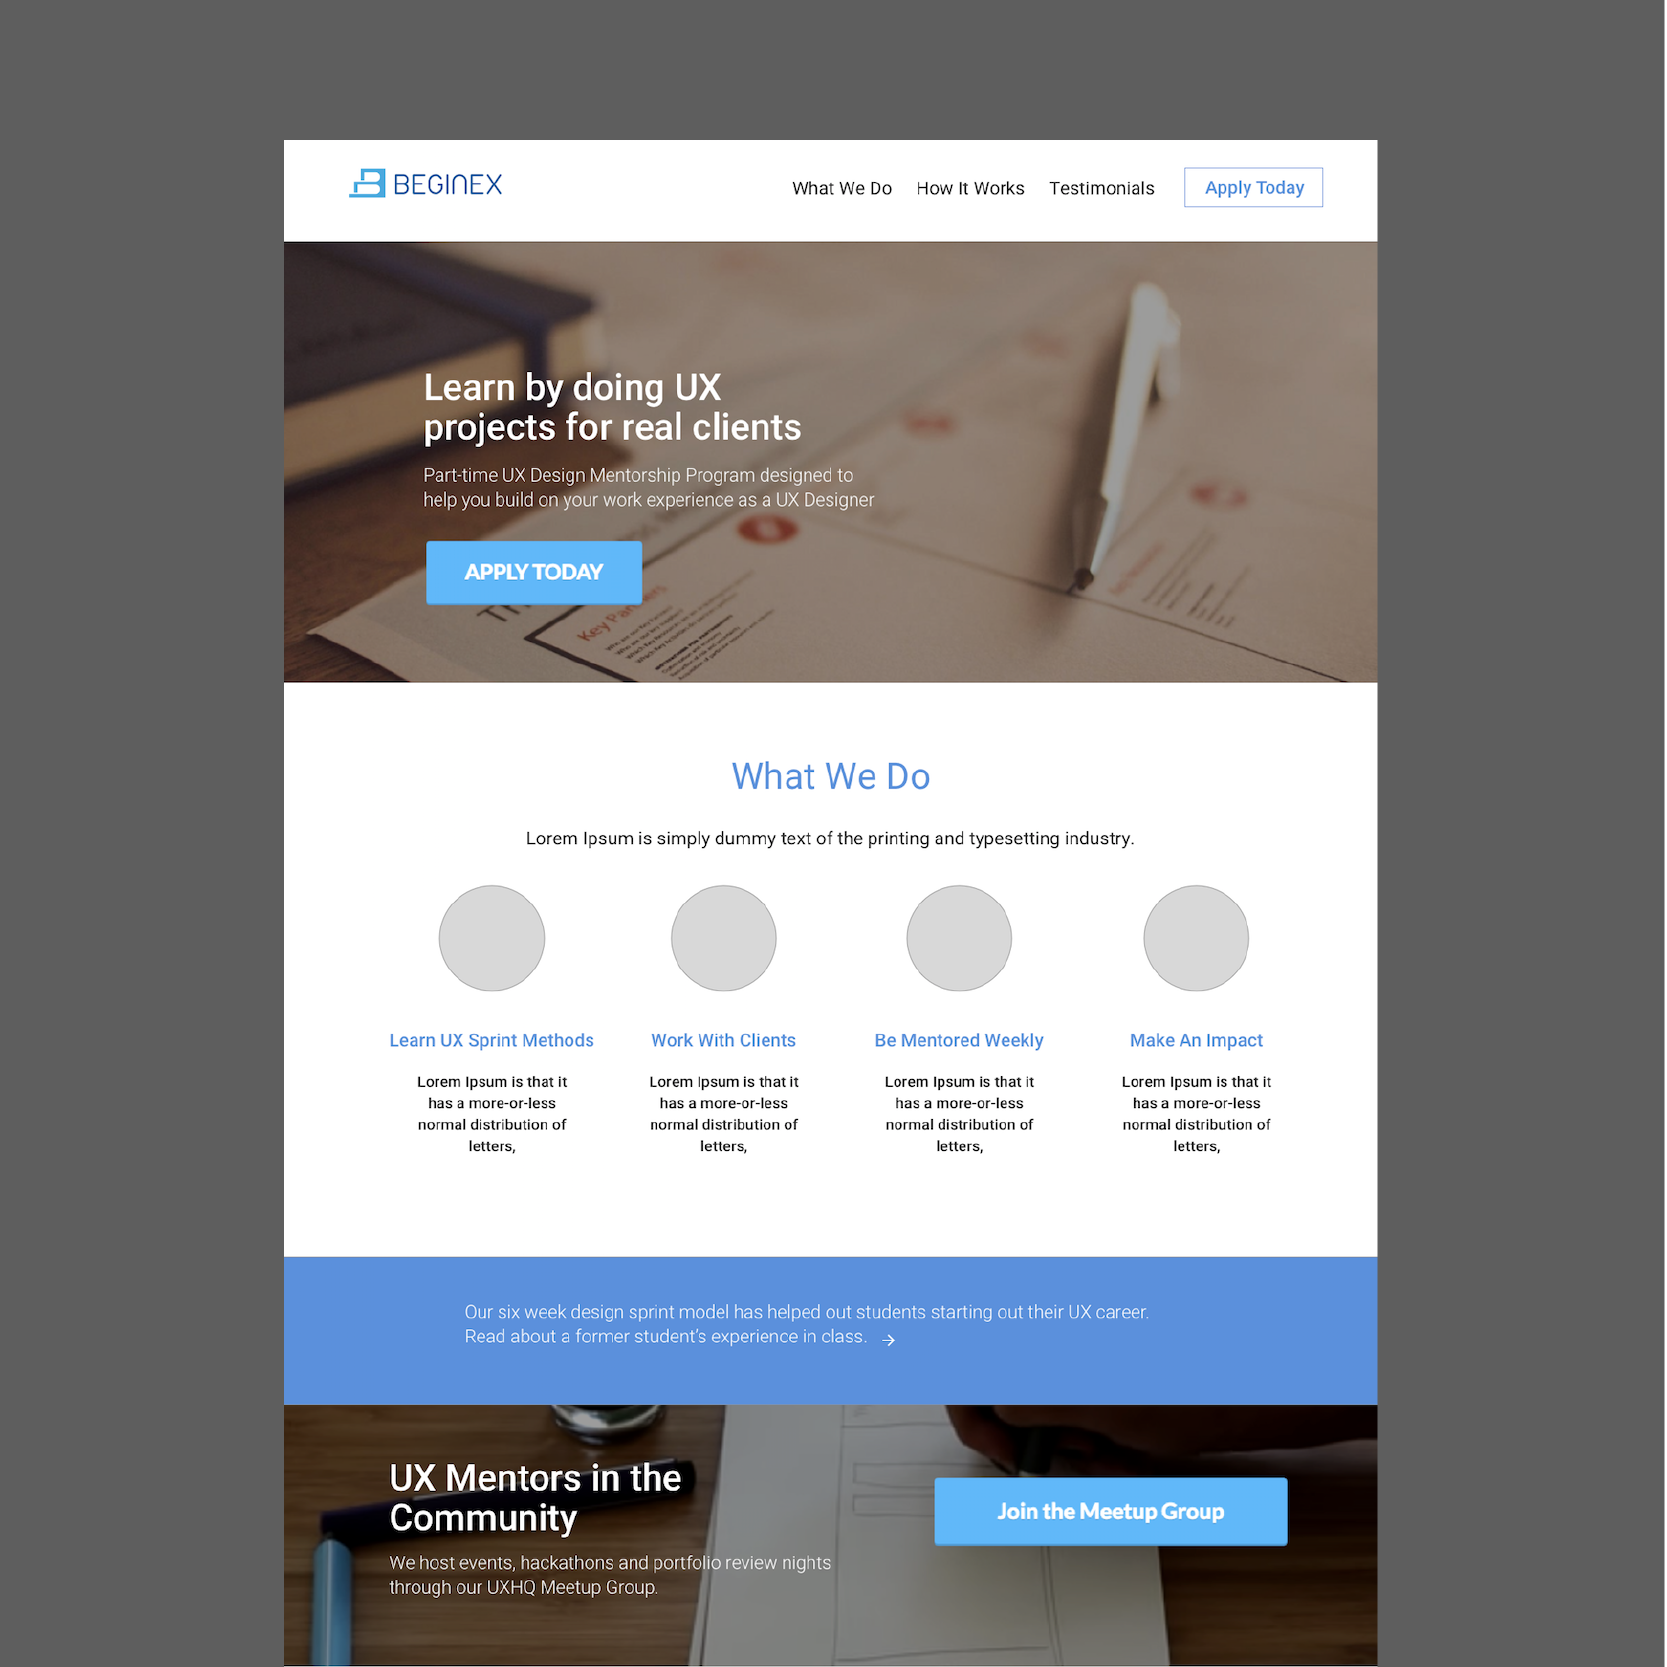 BEGINEX
What We Do
How It Works
Testimonials
Apply Today
Learn by doing UX
projects for real clients
Part-time UX Design Mentorship Program designed to
help you build on your work experience as a UX Designer
APPLY TODAY
Key
What We Do
Lorem Ipsum is simply dummy text of the printing and typesetting industry.
Learn UX Sprint Methods
Lorem Ipsum is that it
has a more-or-less
normal distribution of
letters,
Work With Clients
Lorem Ipsum is that it
has a more-or-less
normal distribution of
letters,
Be Mentored Weekly
Lorem Ipsum is that it
has a more-or-less
normal distribution of
letters,
Make An Impact
Lorem Ipsum is that it
has a more-or-less
normal distribution of
letters,
Our six week design sprint model has helped out students starting out their UX career.
Read about a former student’s experience in class. →
UX Mentors in the
Community
We host events, hackathons and portfolio review nights
through our UXHQ Meetup Group.
Join the Meetup Group